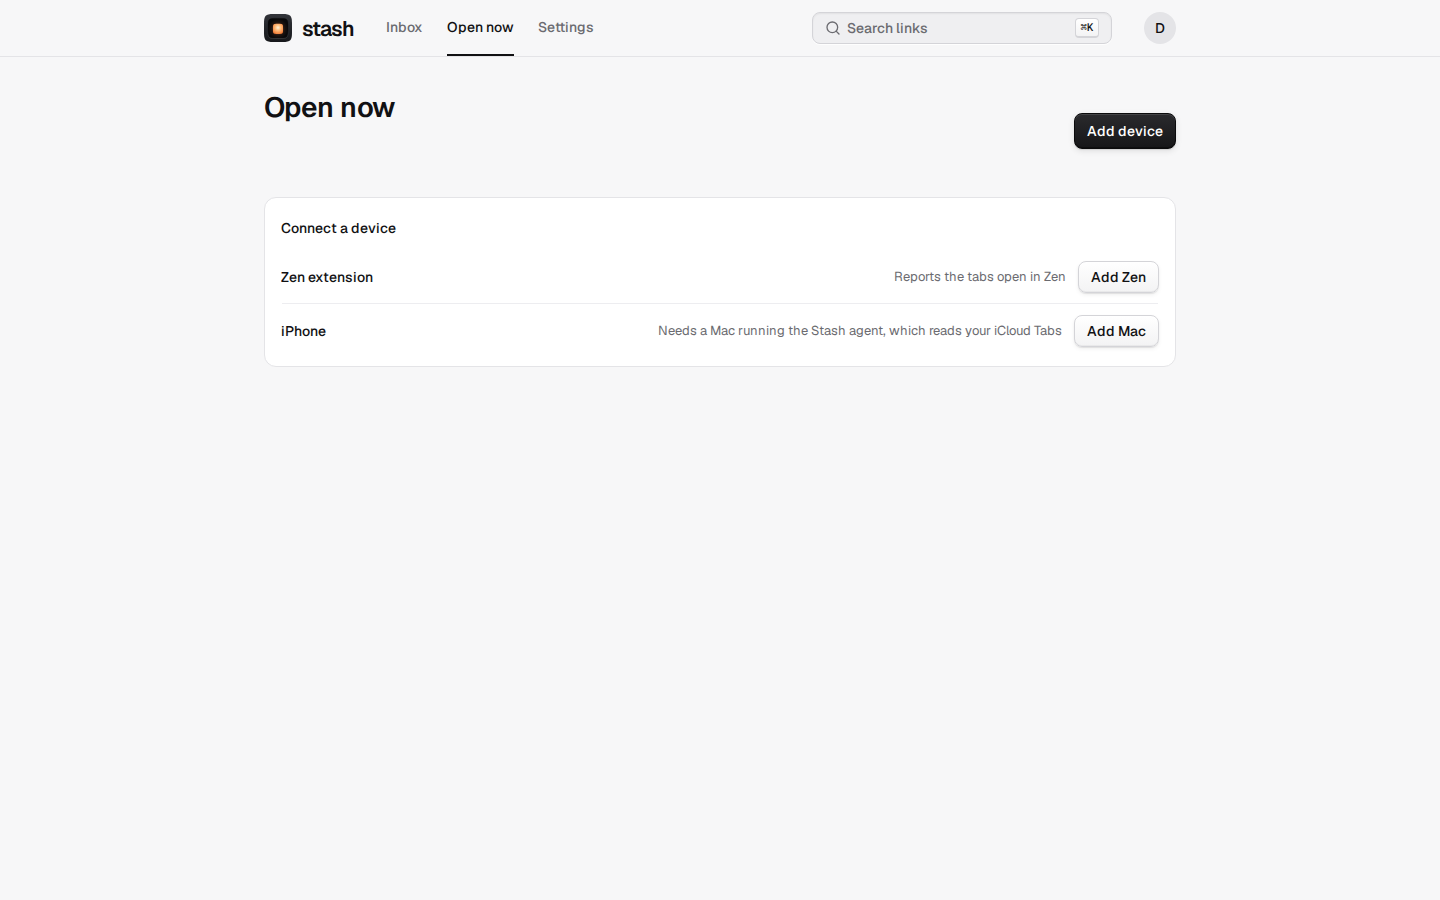 stash
Inbox
Open now
Settings
Search links
⌘K
D
Open now
Add device
Connect a device
Zen extension
Reports the tabs open in Zen
Add Zen
iPhone
Needs a Mac running the Stash agent, which reads your iCloud Tabs
Add Mac